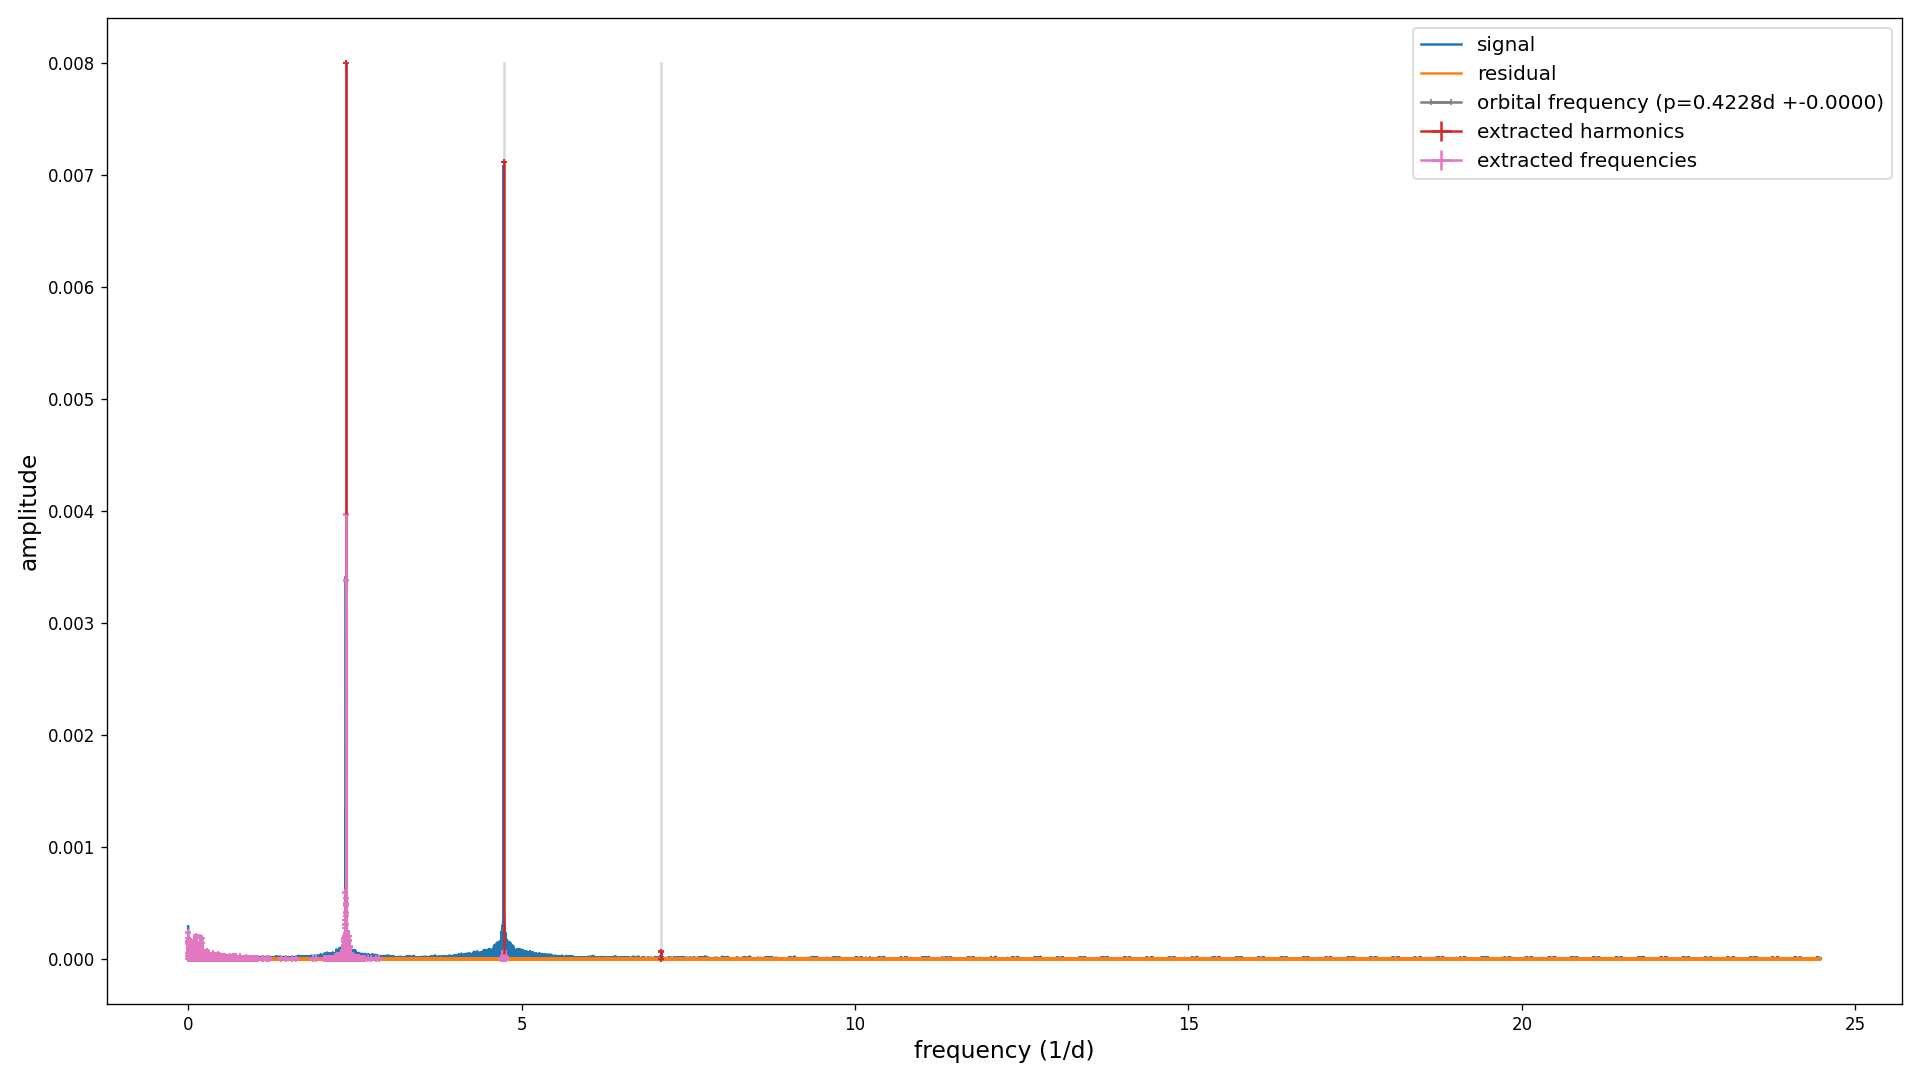 signal
residual
orbital frequency (p=0.4228d +-0.0000)
extracted harmonics
extracted frequencies
0.008
0.007
0.006
0.005
0.004
0.003
0.002
0.001
0.000
amplitude
0 5 10 15 20 25
frequency (1/d)